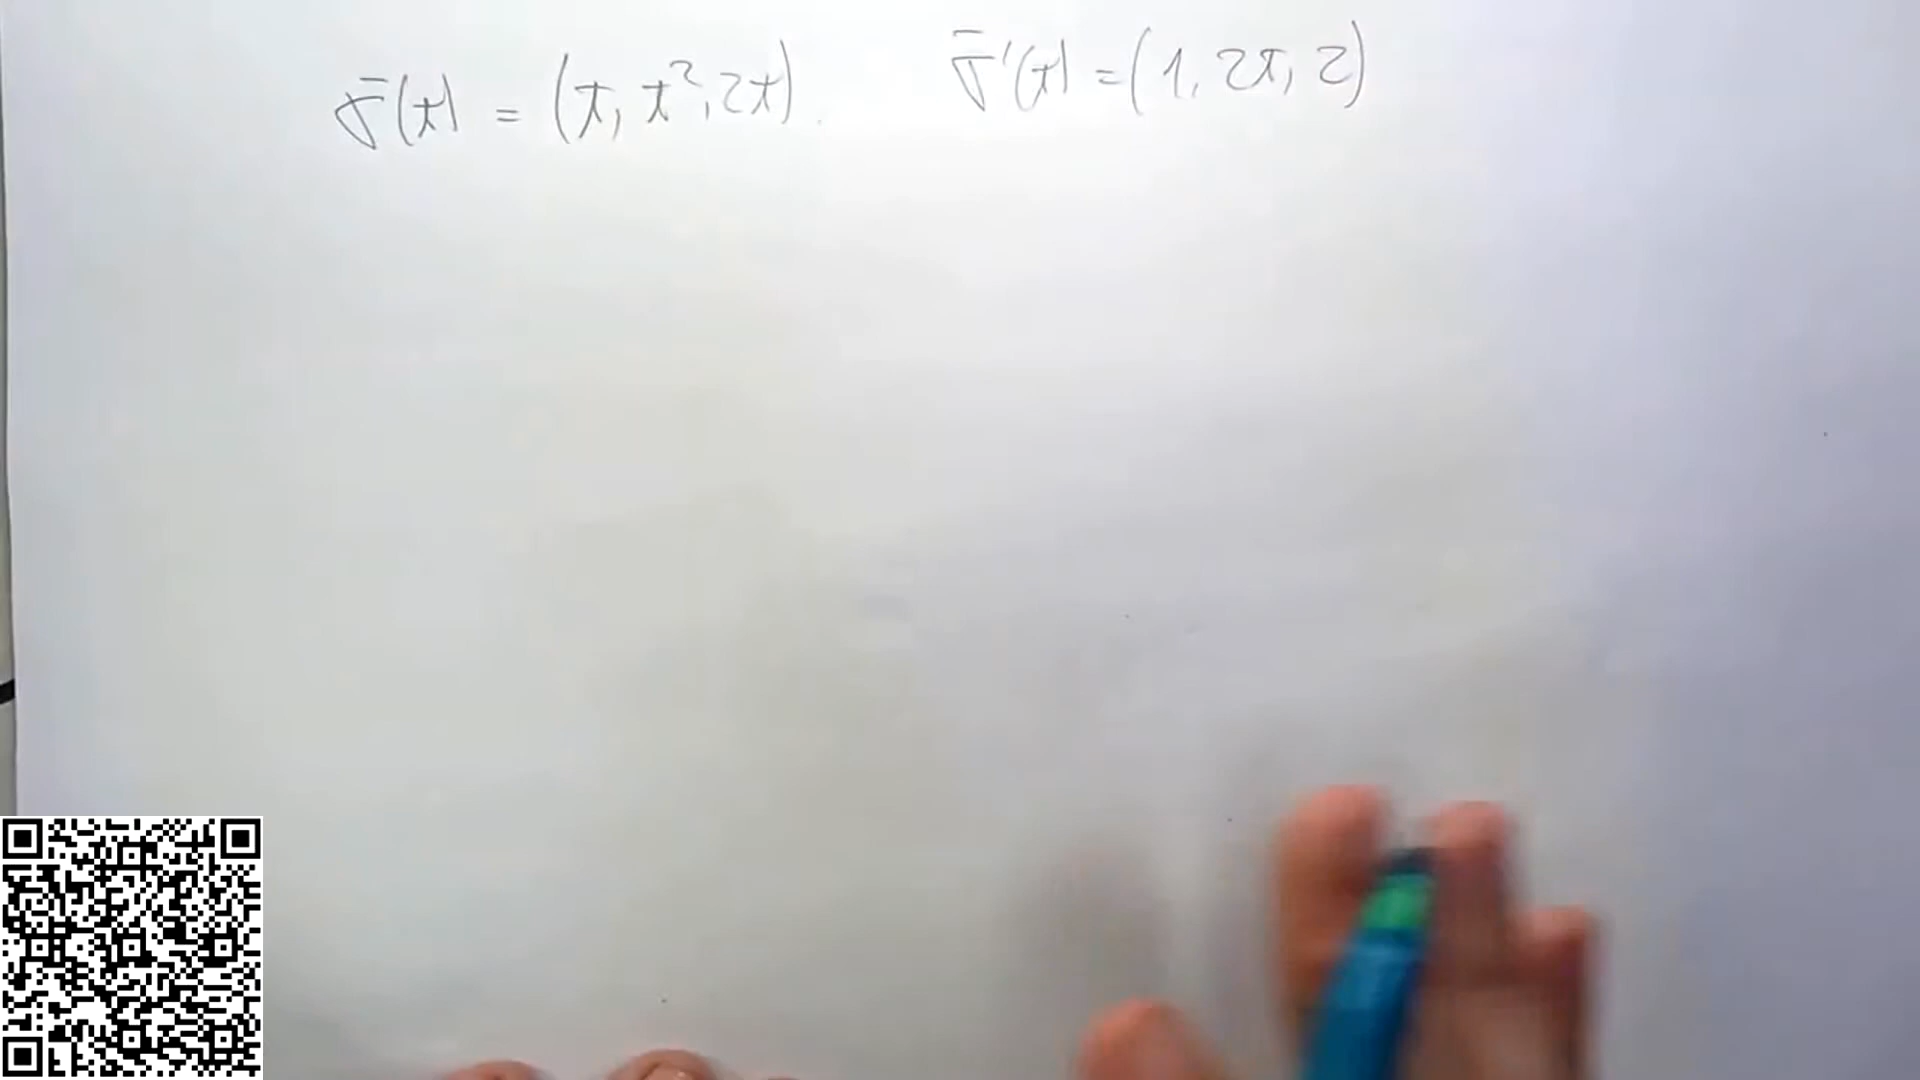 σ̄(t) = (t, t², 2t). σ̄'(t) = (1, 2t, 2)